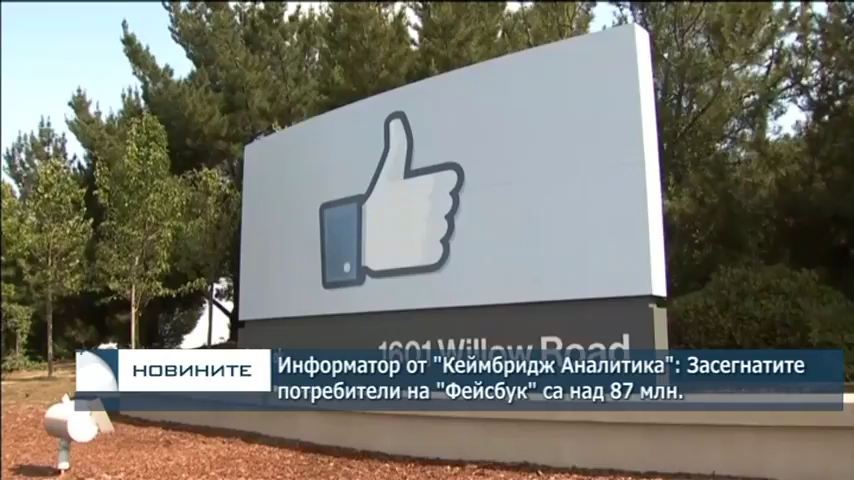 1601 Willow Road
НОВИНИТЕ
Информатор от "Кеймбридж Аналитика": Засегнатите
потребители на "Фейсбук" са над 87 млн.